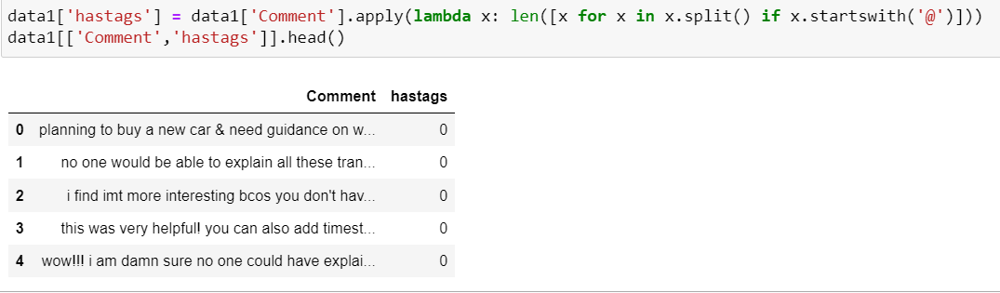 data1['hastags'] = data1['Comment'].apply(lambda x: len([x for x in x.split() if x.startswith('@')]))
data1[['Comment','hastags']].head()
Comment hastags
0 planning to buy a new car & need guidance on w... 0
1 no one would be able to explain all these tran... 0
2 i find imt more interesting bcos you don't hav... 0
3 this was very helpful! you can also add timest... 0
4 wow!!! i am damn sure no one could have explai... 0